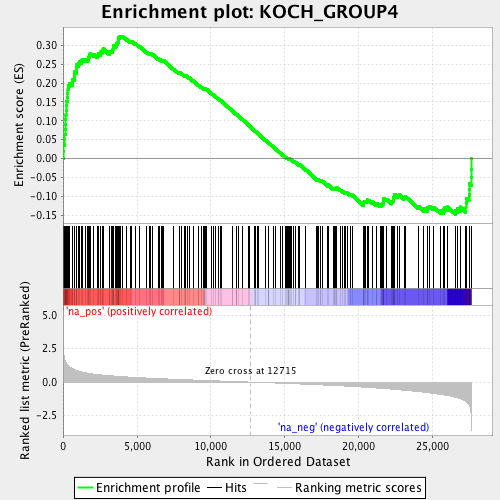 Enrichment plot: KOCH_GROUP4
Enrichment score (ES)
0.30
0.25
0.20
0.15
0.10
0.05
0.00
-0.05
-0.10
-0.15
Ranked list metric (PreRanked)
5.0
2.5
0.0
-2.5
'na_pos' (positively correlated)
Zero cross at 12715
'na_neg' (negatively correlated)
0
5,000
10,000
15,000
20,000
25,000
Rank in Ordered Dataset
Enrichment profile
Hits
Ranking metric scores